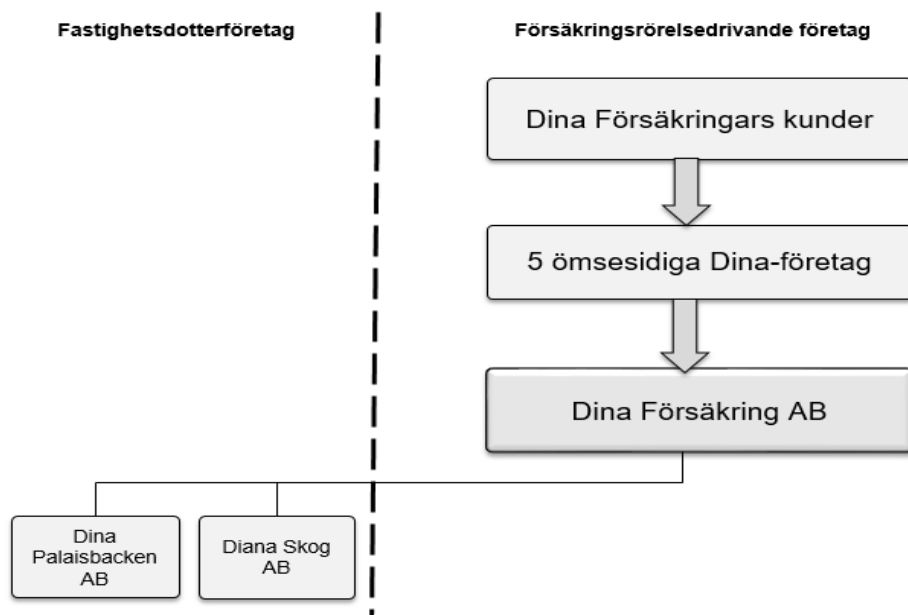 Fastighetsdotterföretag
Försäkringsrörelsedrivande företag
Dina Försäkringars kunder
5 ömsesidiga Dina-företag
Dina Försäkring AB
Dina
Palaisbacken
AB
Diana Skog
AB